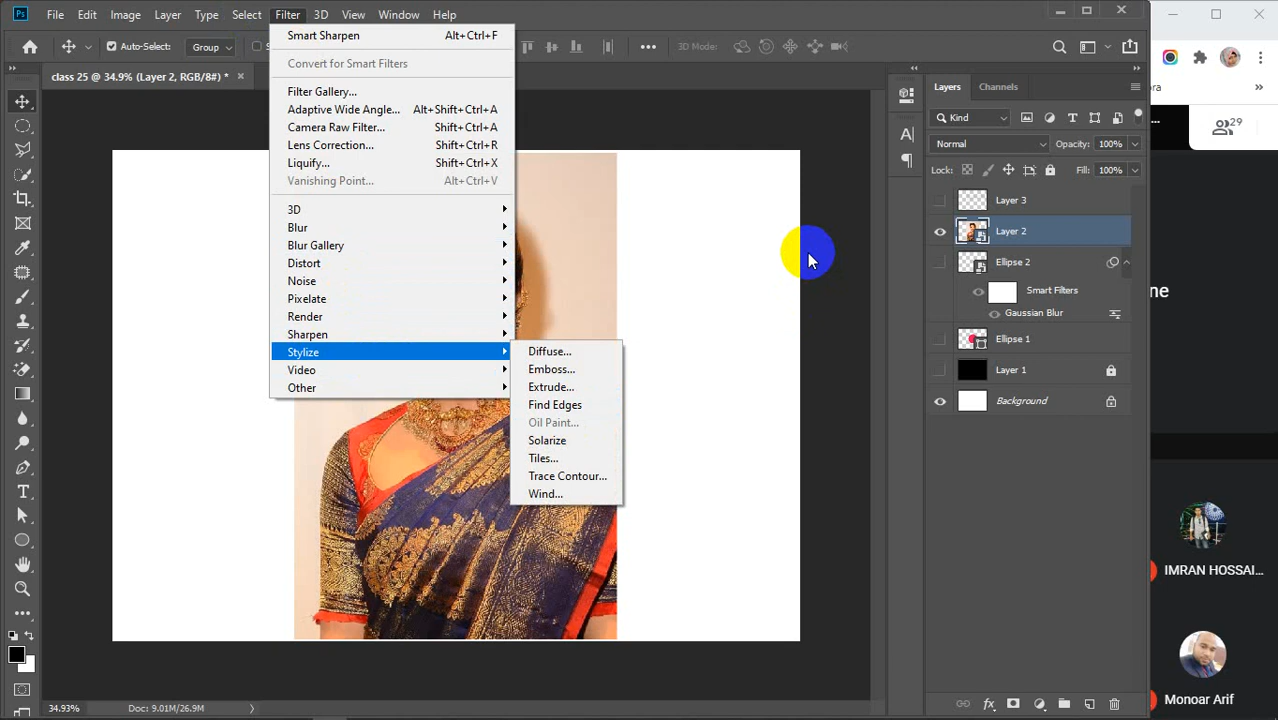 Ps File Edit Image Layer Type Select Filter 3D View Window Help
Auto-Select: Group
3D Mode:
class 25 @ 34.9% (Layer 2, RGB/8#) *
Smart Sharpen Alt+Ctrl+F
Convert for Smart Filters
Filter Gallery...
Adaptive Wide Angle... Alt+Shift+Ctrl+A
Camera Raw Filter... Shift+Ctrl+A
Lens Correction... Shift+Ctrl+R
Liquify... Shift+Ctrl+X
Vanishing Point... Alt+Ctrl+V
3D
Blur
Blur Gallery
Distort
Noise
Pixelate
Render
Sharpen
Stylize
Video
Other
Diffuse...
Emboss...
Extrude...
Find Edges
Oil Paint...
Solarize
Tiles...
Trace Contour...
Wind...
Layers Channels
Kind
Normal Opacity: 100%
Lock: Fill: 100%
Layer 3
Layer 2
Ellipse 2
Smart Filters
Gaussian Blur
Ellipse 1
Layer 1
Background
34.93% Doc: 9.01M/26.9M
ora
29
ne
IMRAN HOSSAI...
Monoar Arif